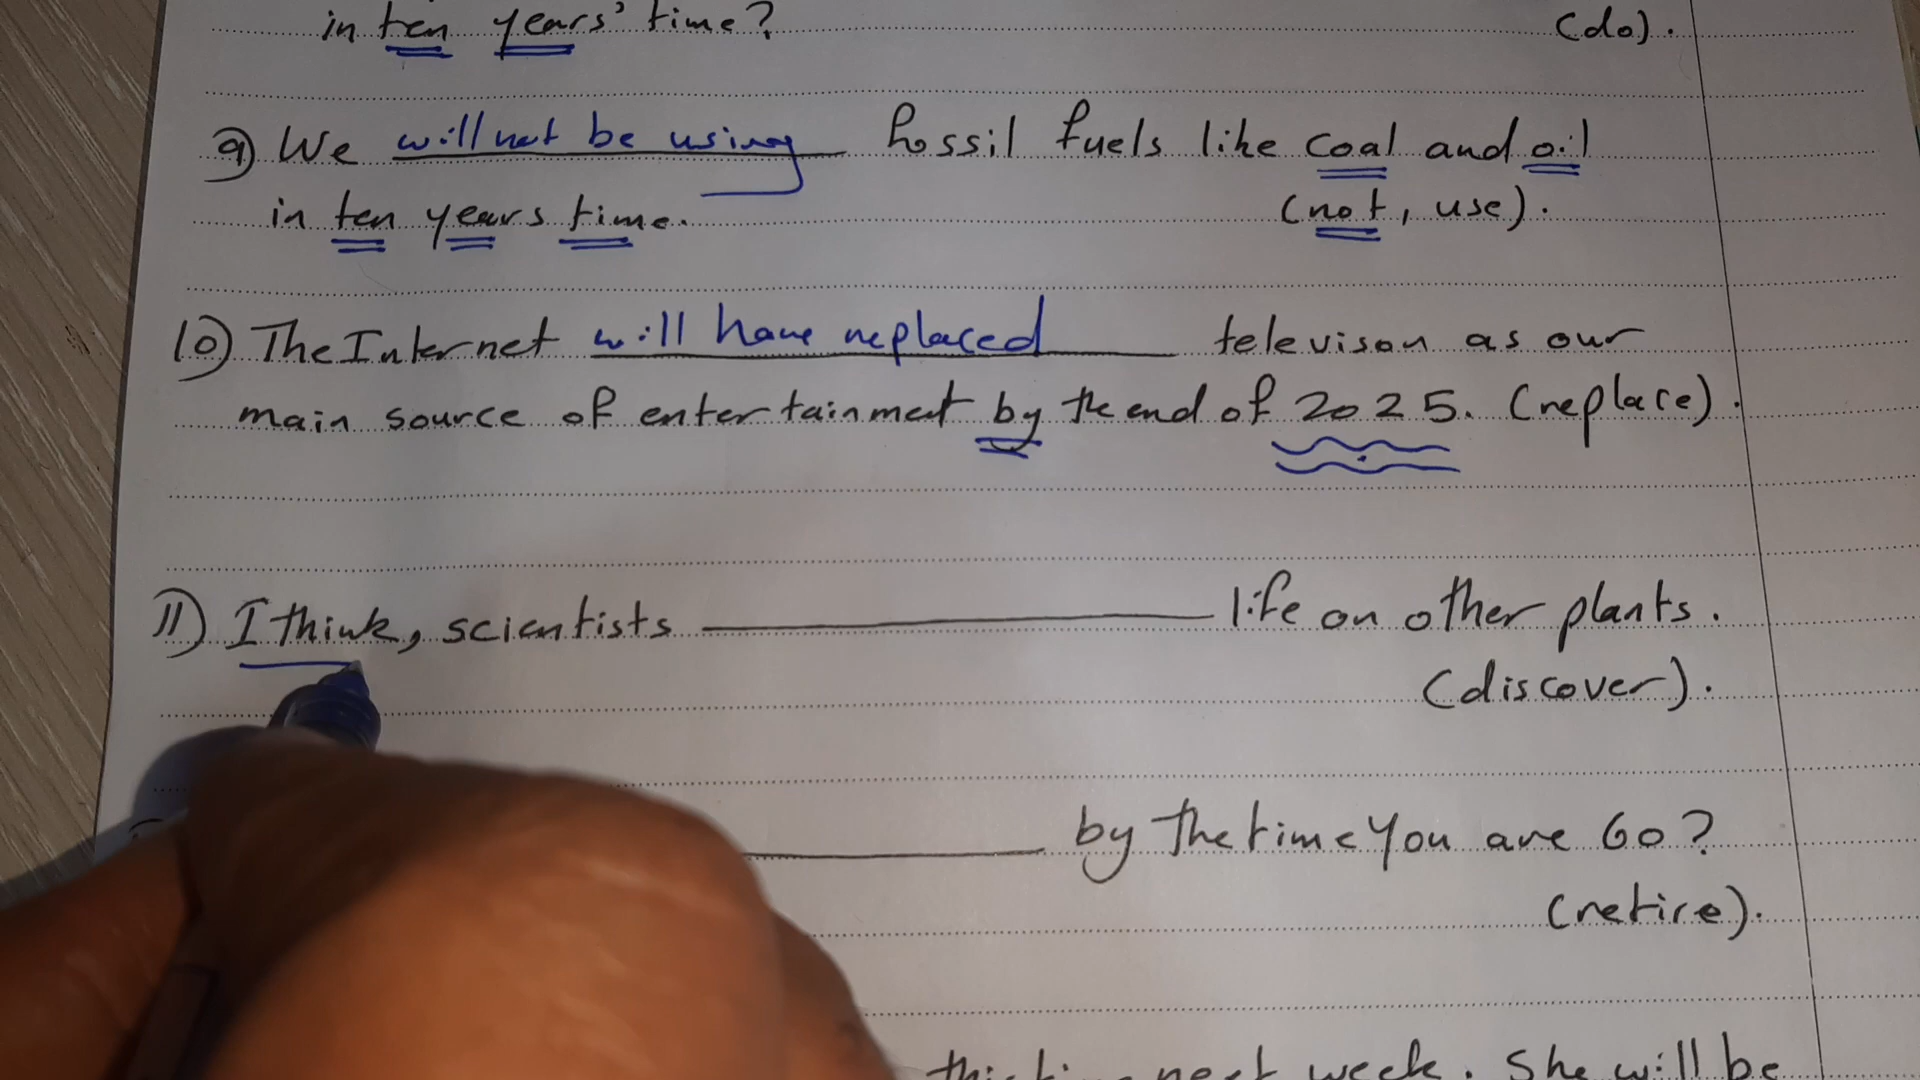 in ten years' time? (do).
9) We will not be using fossil fuels like coal and oil
in ten years time. (not, use).
10) The Internet will have replaced televison as our
main source of entertainment by the end of 2025. (replace).
11) I think, scientists life on other plants.
(discover).
by the time You are 60?
(retire).
next week. She will be